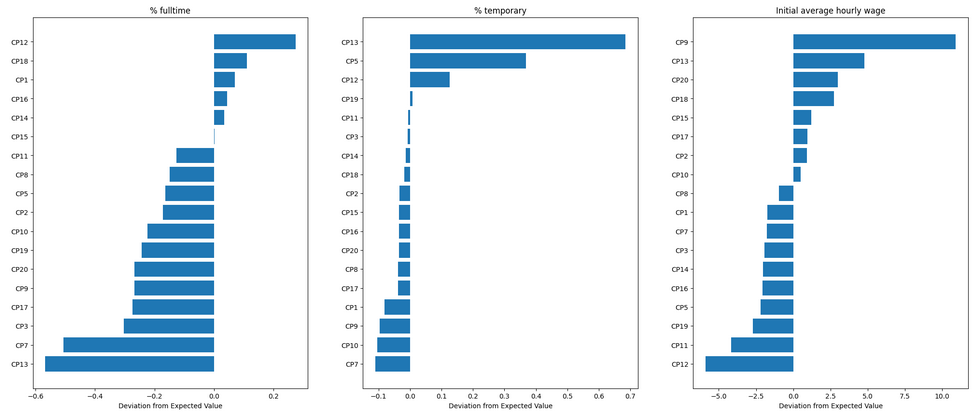 % fulltime
CP12
CP18
CP1
CP16
CP14
CP15
CP11
CP8
CP5
CP2
CP10
CP19
CP20
CP9
CP17
CP3
CP7
CP13
−0.6 −0.4 −0.2 0.0 0.2
Deviation from Expected Value
% temporary
CP13
CP5
CP12
CP19
CP11
CP3
CP14
CP18
CP2
CP15
CP16
CP20
CP8
CP17
CP1
CP9
CP10
CP7
−0.1 0.0 0.1 0.2 0.3 0.4 0.5 0.6 0.7
Deviation from Expected Value
Initial average hourly wage
CP9
CP13
CP20
CP18
CP15
CP17
CP2
CP10
CP8
CP1
CP7
CP3
CP14
CP16
CP5
CP19
CP11
CP12
−5.0 −2.5 0.0 2.5 5.0 7.5 10.0
Deviation from Expected Value